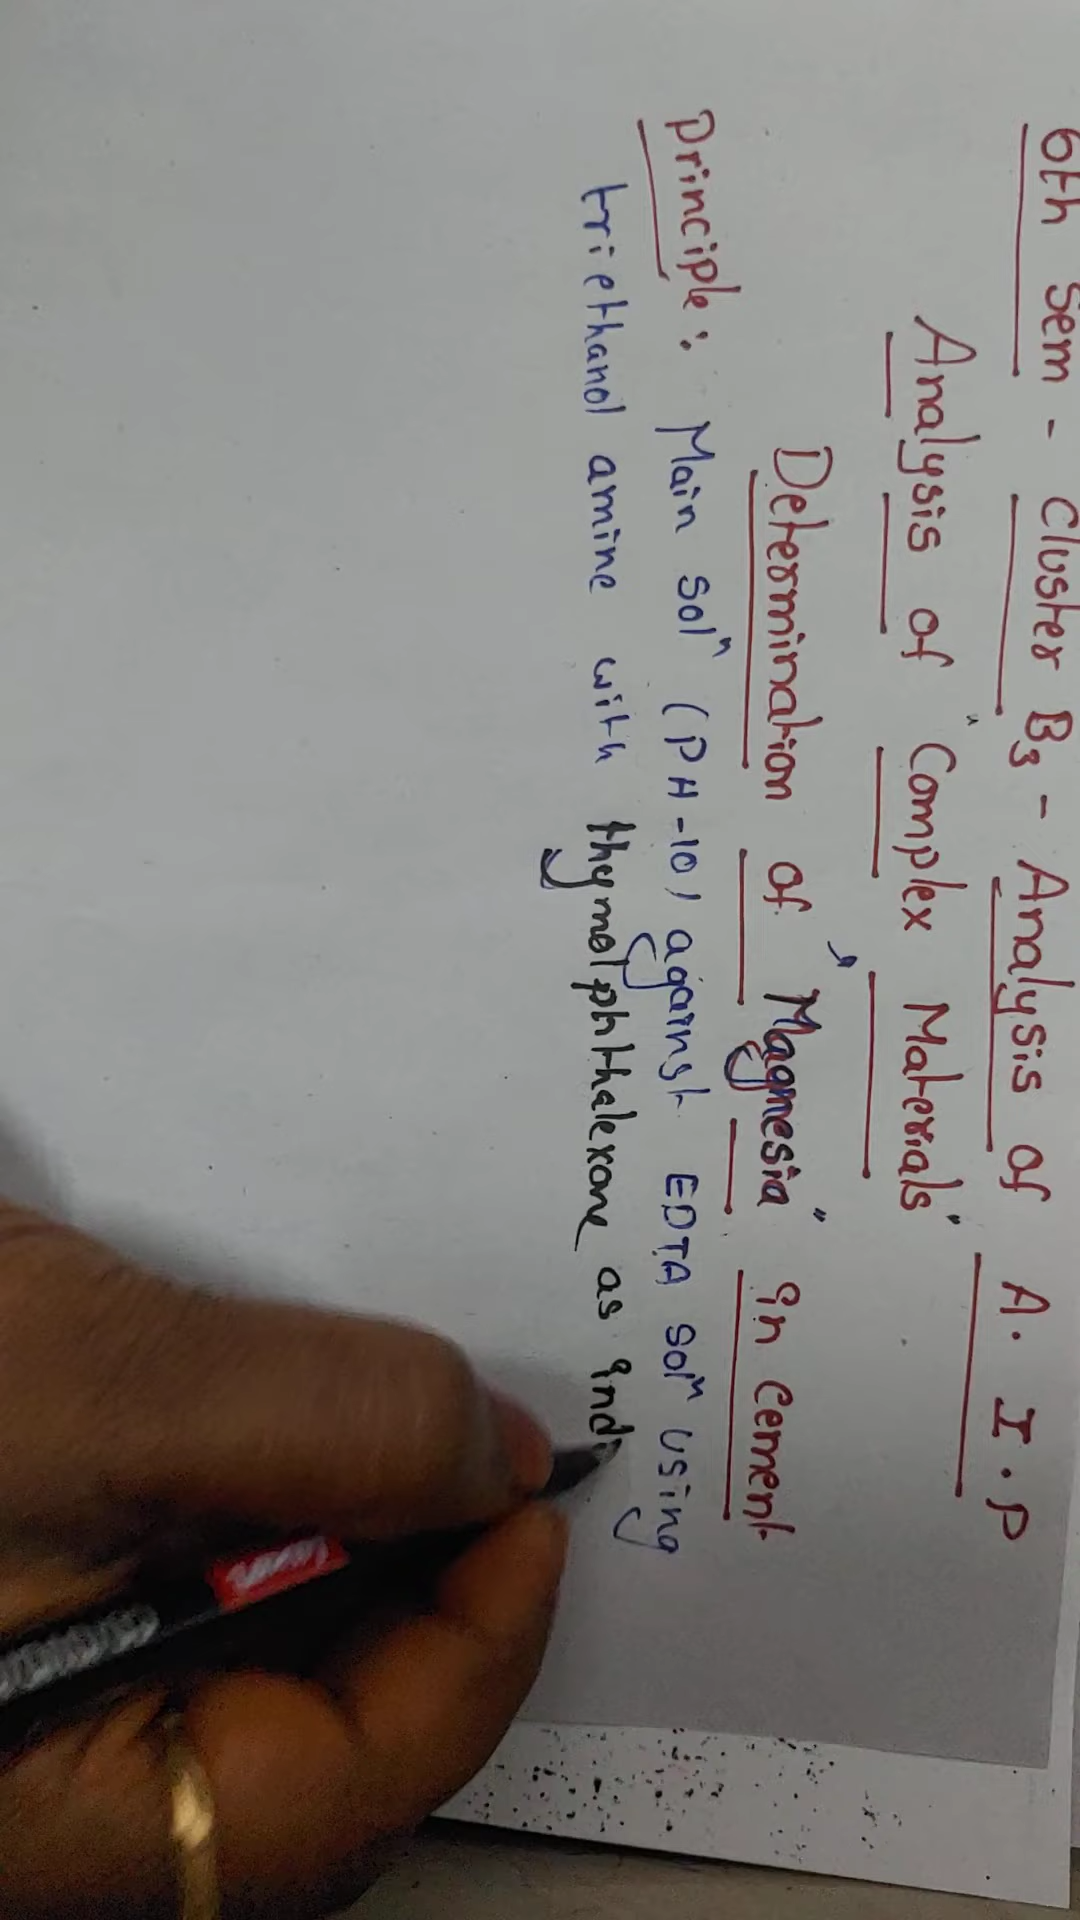 6th Sem - Cluster B3 - Analysis of A. I. P
Analysis of "Complex Materials"
Determination of "Magnesia" in cement
Principle: Main solⁿ (PH-10) against EDTA solⁿ using
triethanol amine with thymolphthalexone as indi